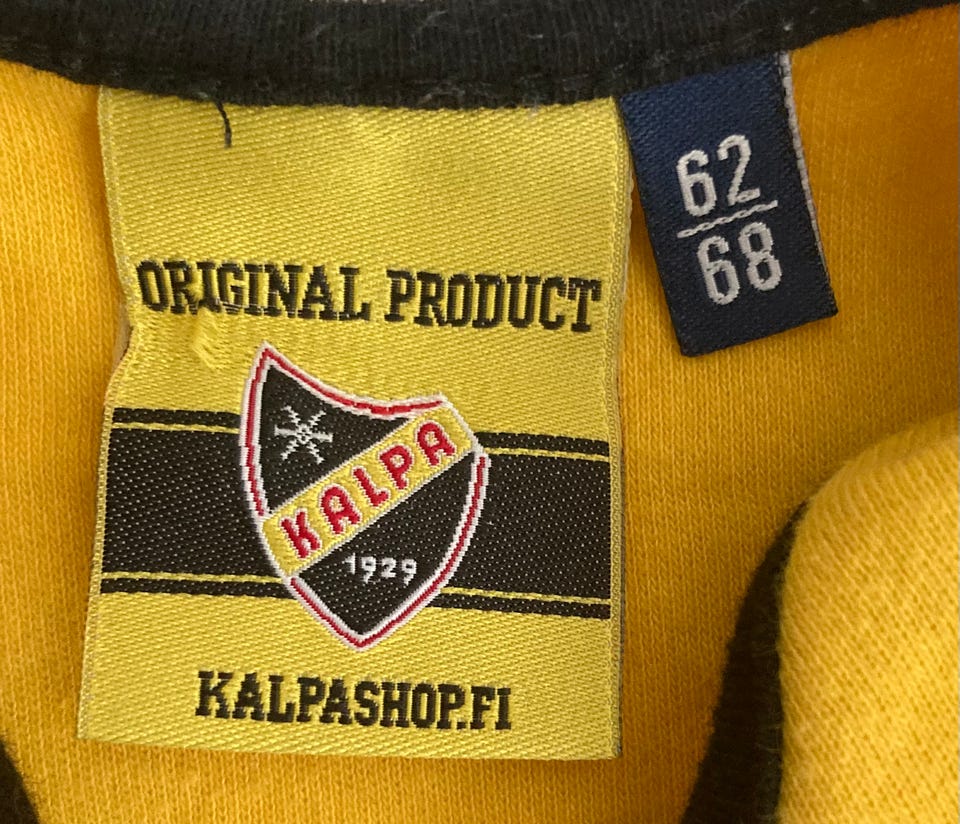 ORIGINAL PRODUCT
KALPA
1929
KALPASHOP.FI
62
68